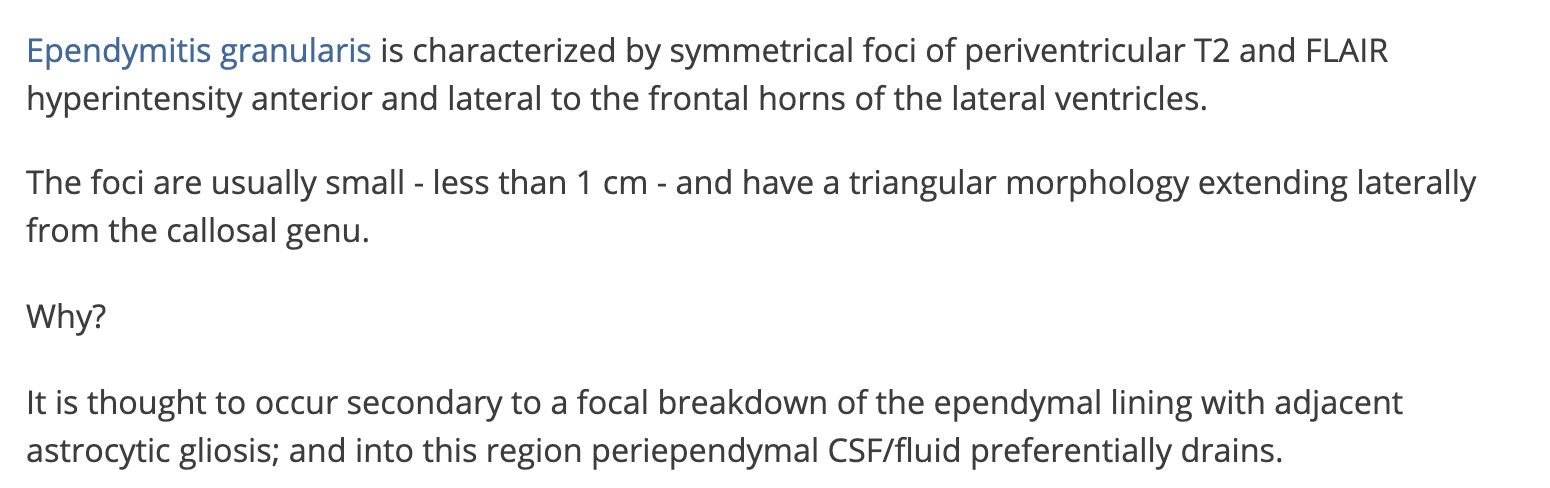 Ependymitis granularis is characterized by symmetrical foci of periventricular T2 and FLAIR
hyperintensity anterior and lateral to the frontal horns of the lateral ventricles.
The foci are usually small - less than 1 cm - and have a triangular morphology extending laterally
from the callosal genu.
Why?
It is thought to occur secondary to a focal breakdown of the ependymal lining with adjacent
astrocytic gliosis; and into this region periependymal CSF/fluid preferentially drains.